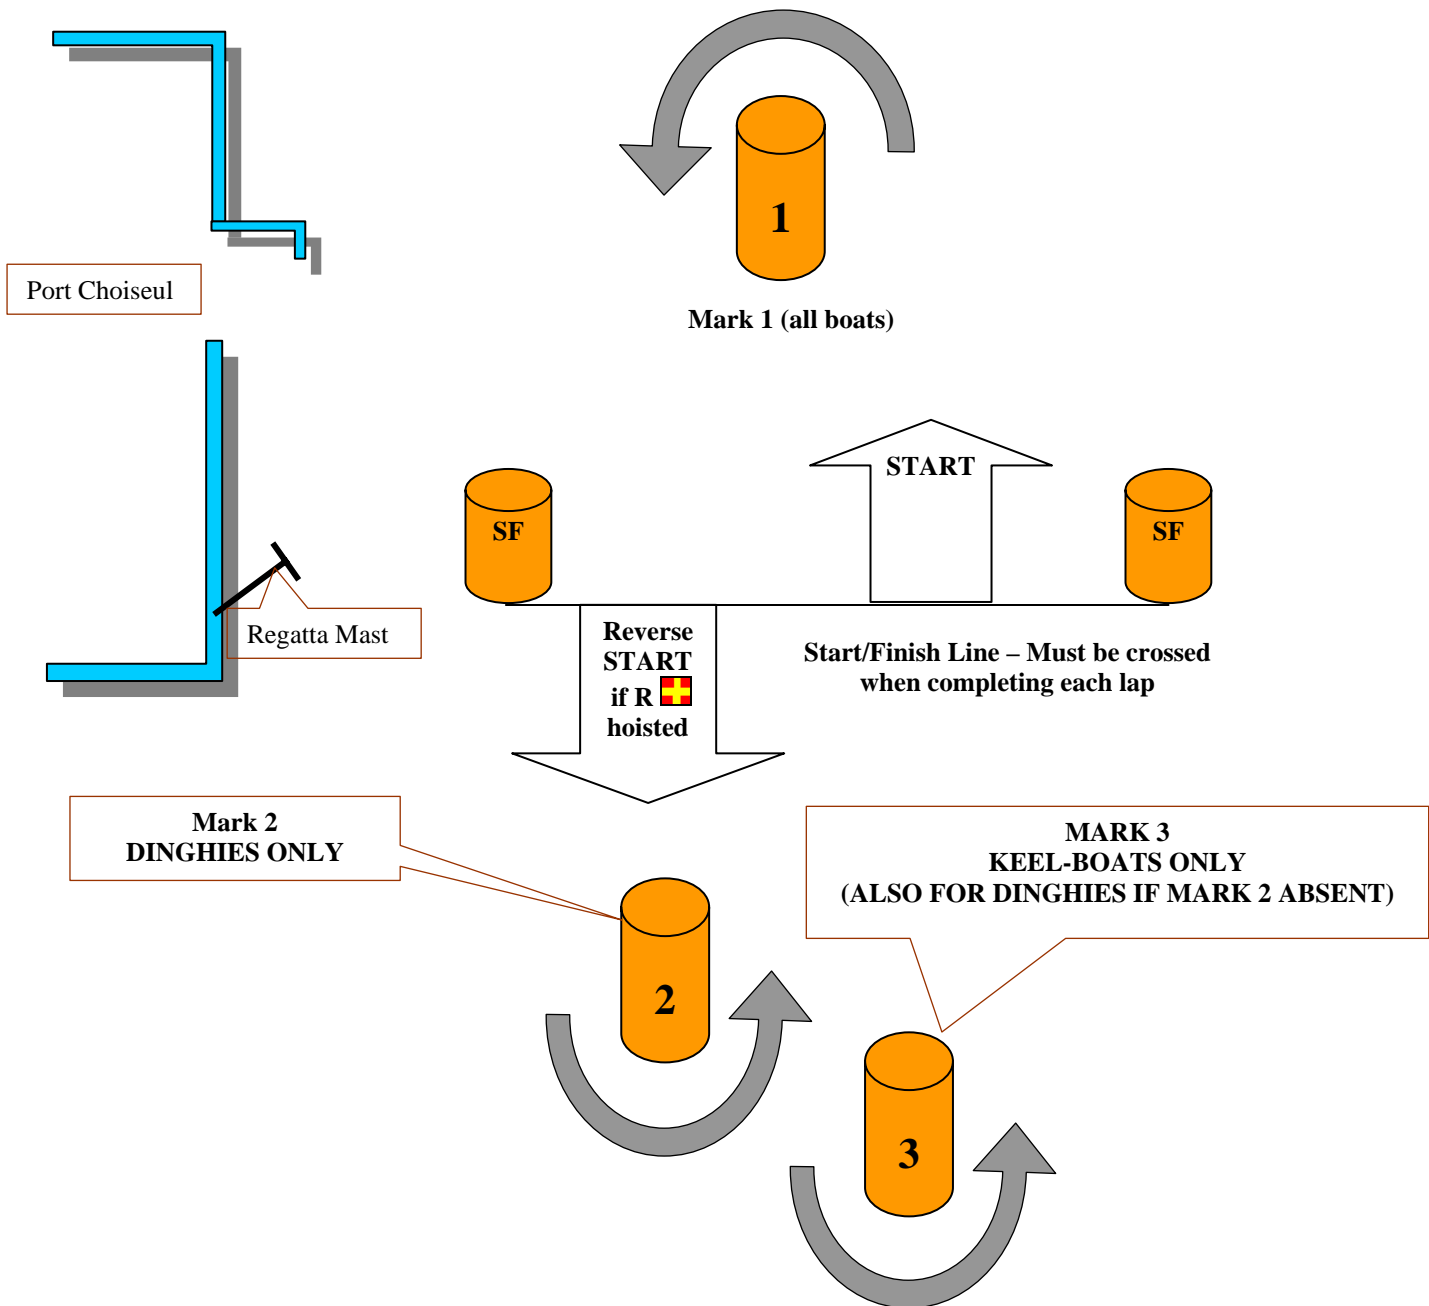 1
Port Choiseul
Mark 1 (all boats)
START
SF
SF
Regatta Mast
Reverse
START
if R
hoisted
Start/Finish Line – Must be crossed
when completing each lap
Mark 2
DINGHIES ONLY
MARK 3
KEEL-BOATS ONLY
(ALSO FOR DINGHIES IF MARK 2 ABSENT)
2
3